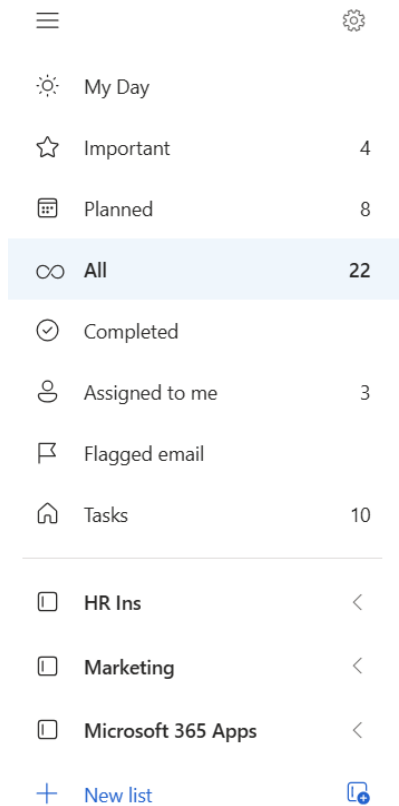 My Day
Important 4
Planned 8
All 22
Completed
Assigned to me 3
Flagged email
Tasks 10
HR Ins
Marketing
Microsoft 365 Apps
New list